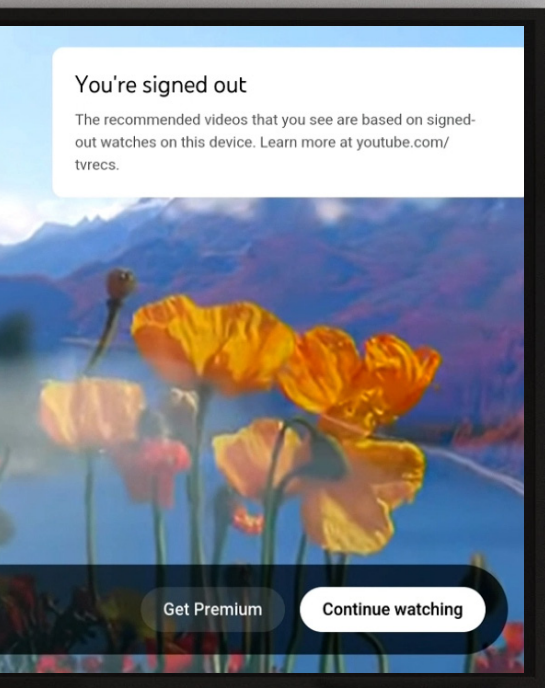 You're signed out
The recommended videos that you see are based on signed-
out watches on this device. Learn more at youtube.com/
tvrecs.
Get Premium
Continue watching